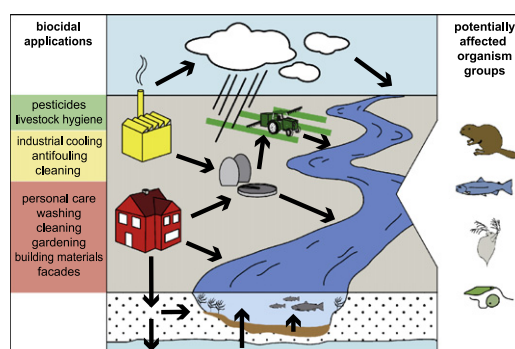 biocidal
applications
pesticides
livestock hygiene
industrial cooling
antifouling
cleaning
personal care
washing
cleaning
gardening
building materials
facades
potentially
affected
organism
groups